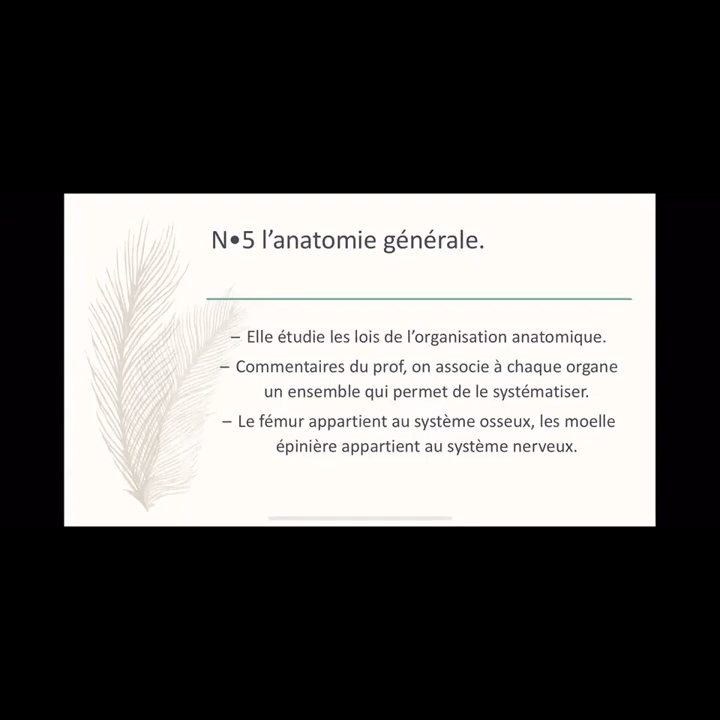 N•5 l’anatomie générale.
– Elle étudie les lois de l’organisation anatomique.
– Commentaires du prof, on associe à chaque organe
un ensemble qui permet de le systématiser.
– Le fémur appartient au système osseux, les moelle
épinière appartient au système nerveux.